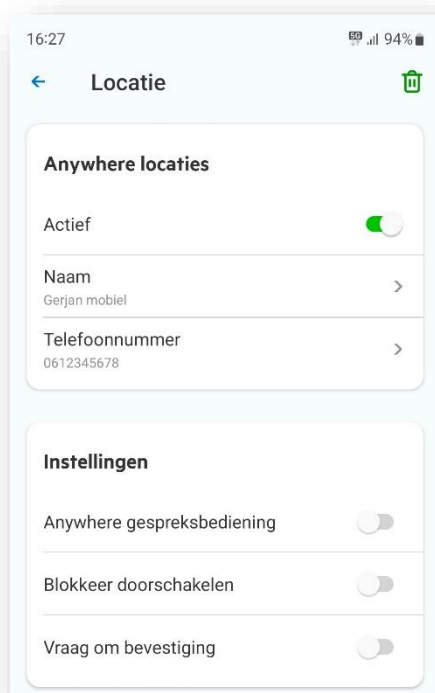 16:27 5G 94%
Locatie
Anywhere locaties
Actief
Naam
Gerjan mobiel
Telefoonnummer
0612345678
Instellingen
Anywhere gespreksbediening
Blokkeer doorschakelen
Vraag om bevestiging